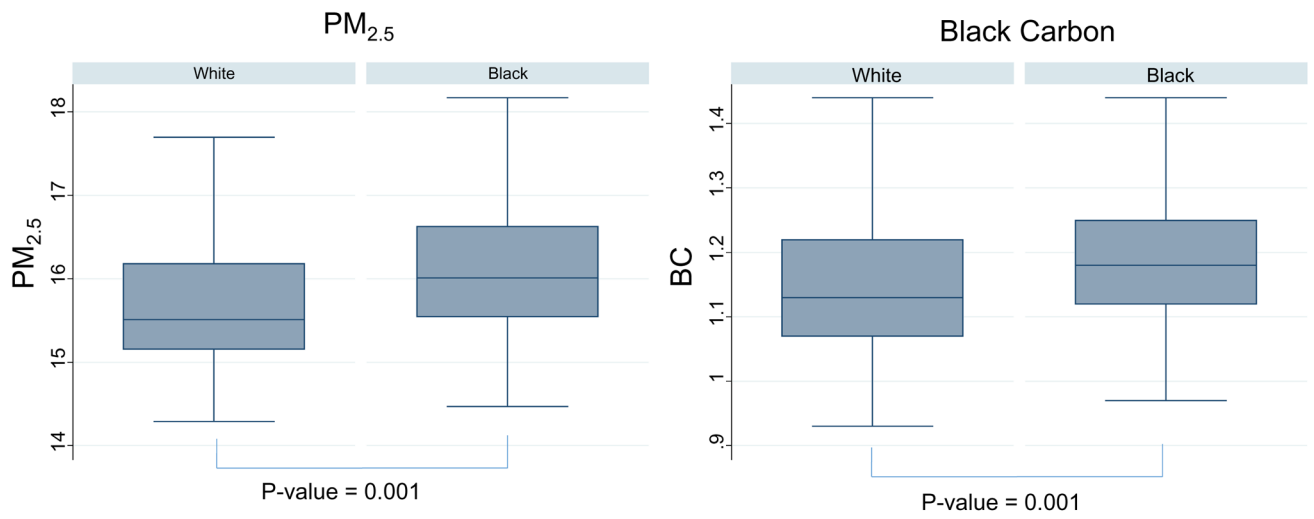 PM2.5
White
Black
PM2.5
18
17
16
15
14
P-value = 0.001
Black Carbon
White
Black
BC
1.4
1.3
1.2
1.1
1
.9
P-value = 0.001